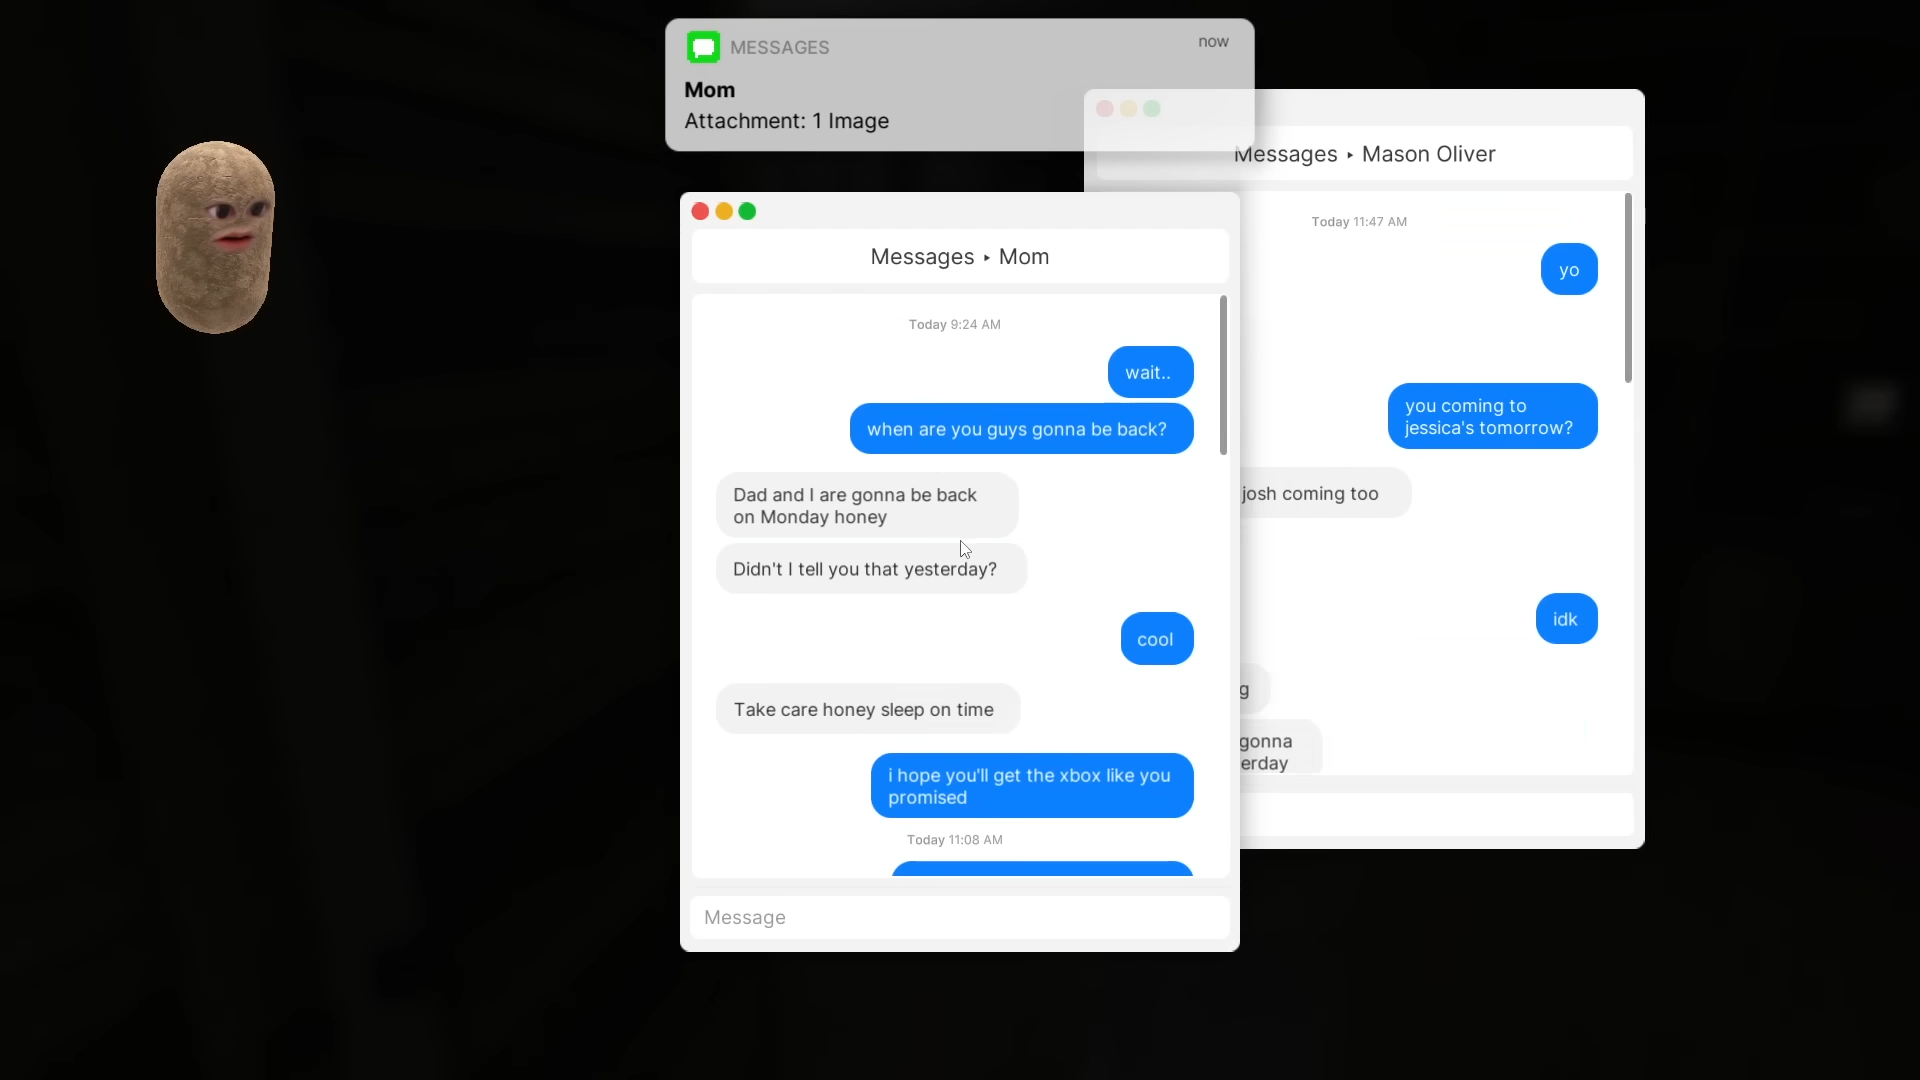 MESSAGES
now
Mom
Attachment: 1 Image
Messages ‣ Mason Oliver
Today 11:47 AM
yo
you coming to
jessica's tomorrow?
josh coming too
idk
g
gonna
erday
Messages ‣ Mom
Today 9:24 AM
wait..
when are you guys gonna be back?
Dad and I are gonna be back
on Monday honey
Didn't I tell you that yesterday?
cool
Take care honey sleep on time
i hope you'll get the xbox like you
promised
Today 11:08 AM
Message